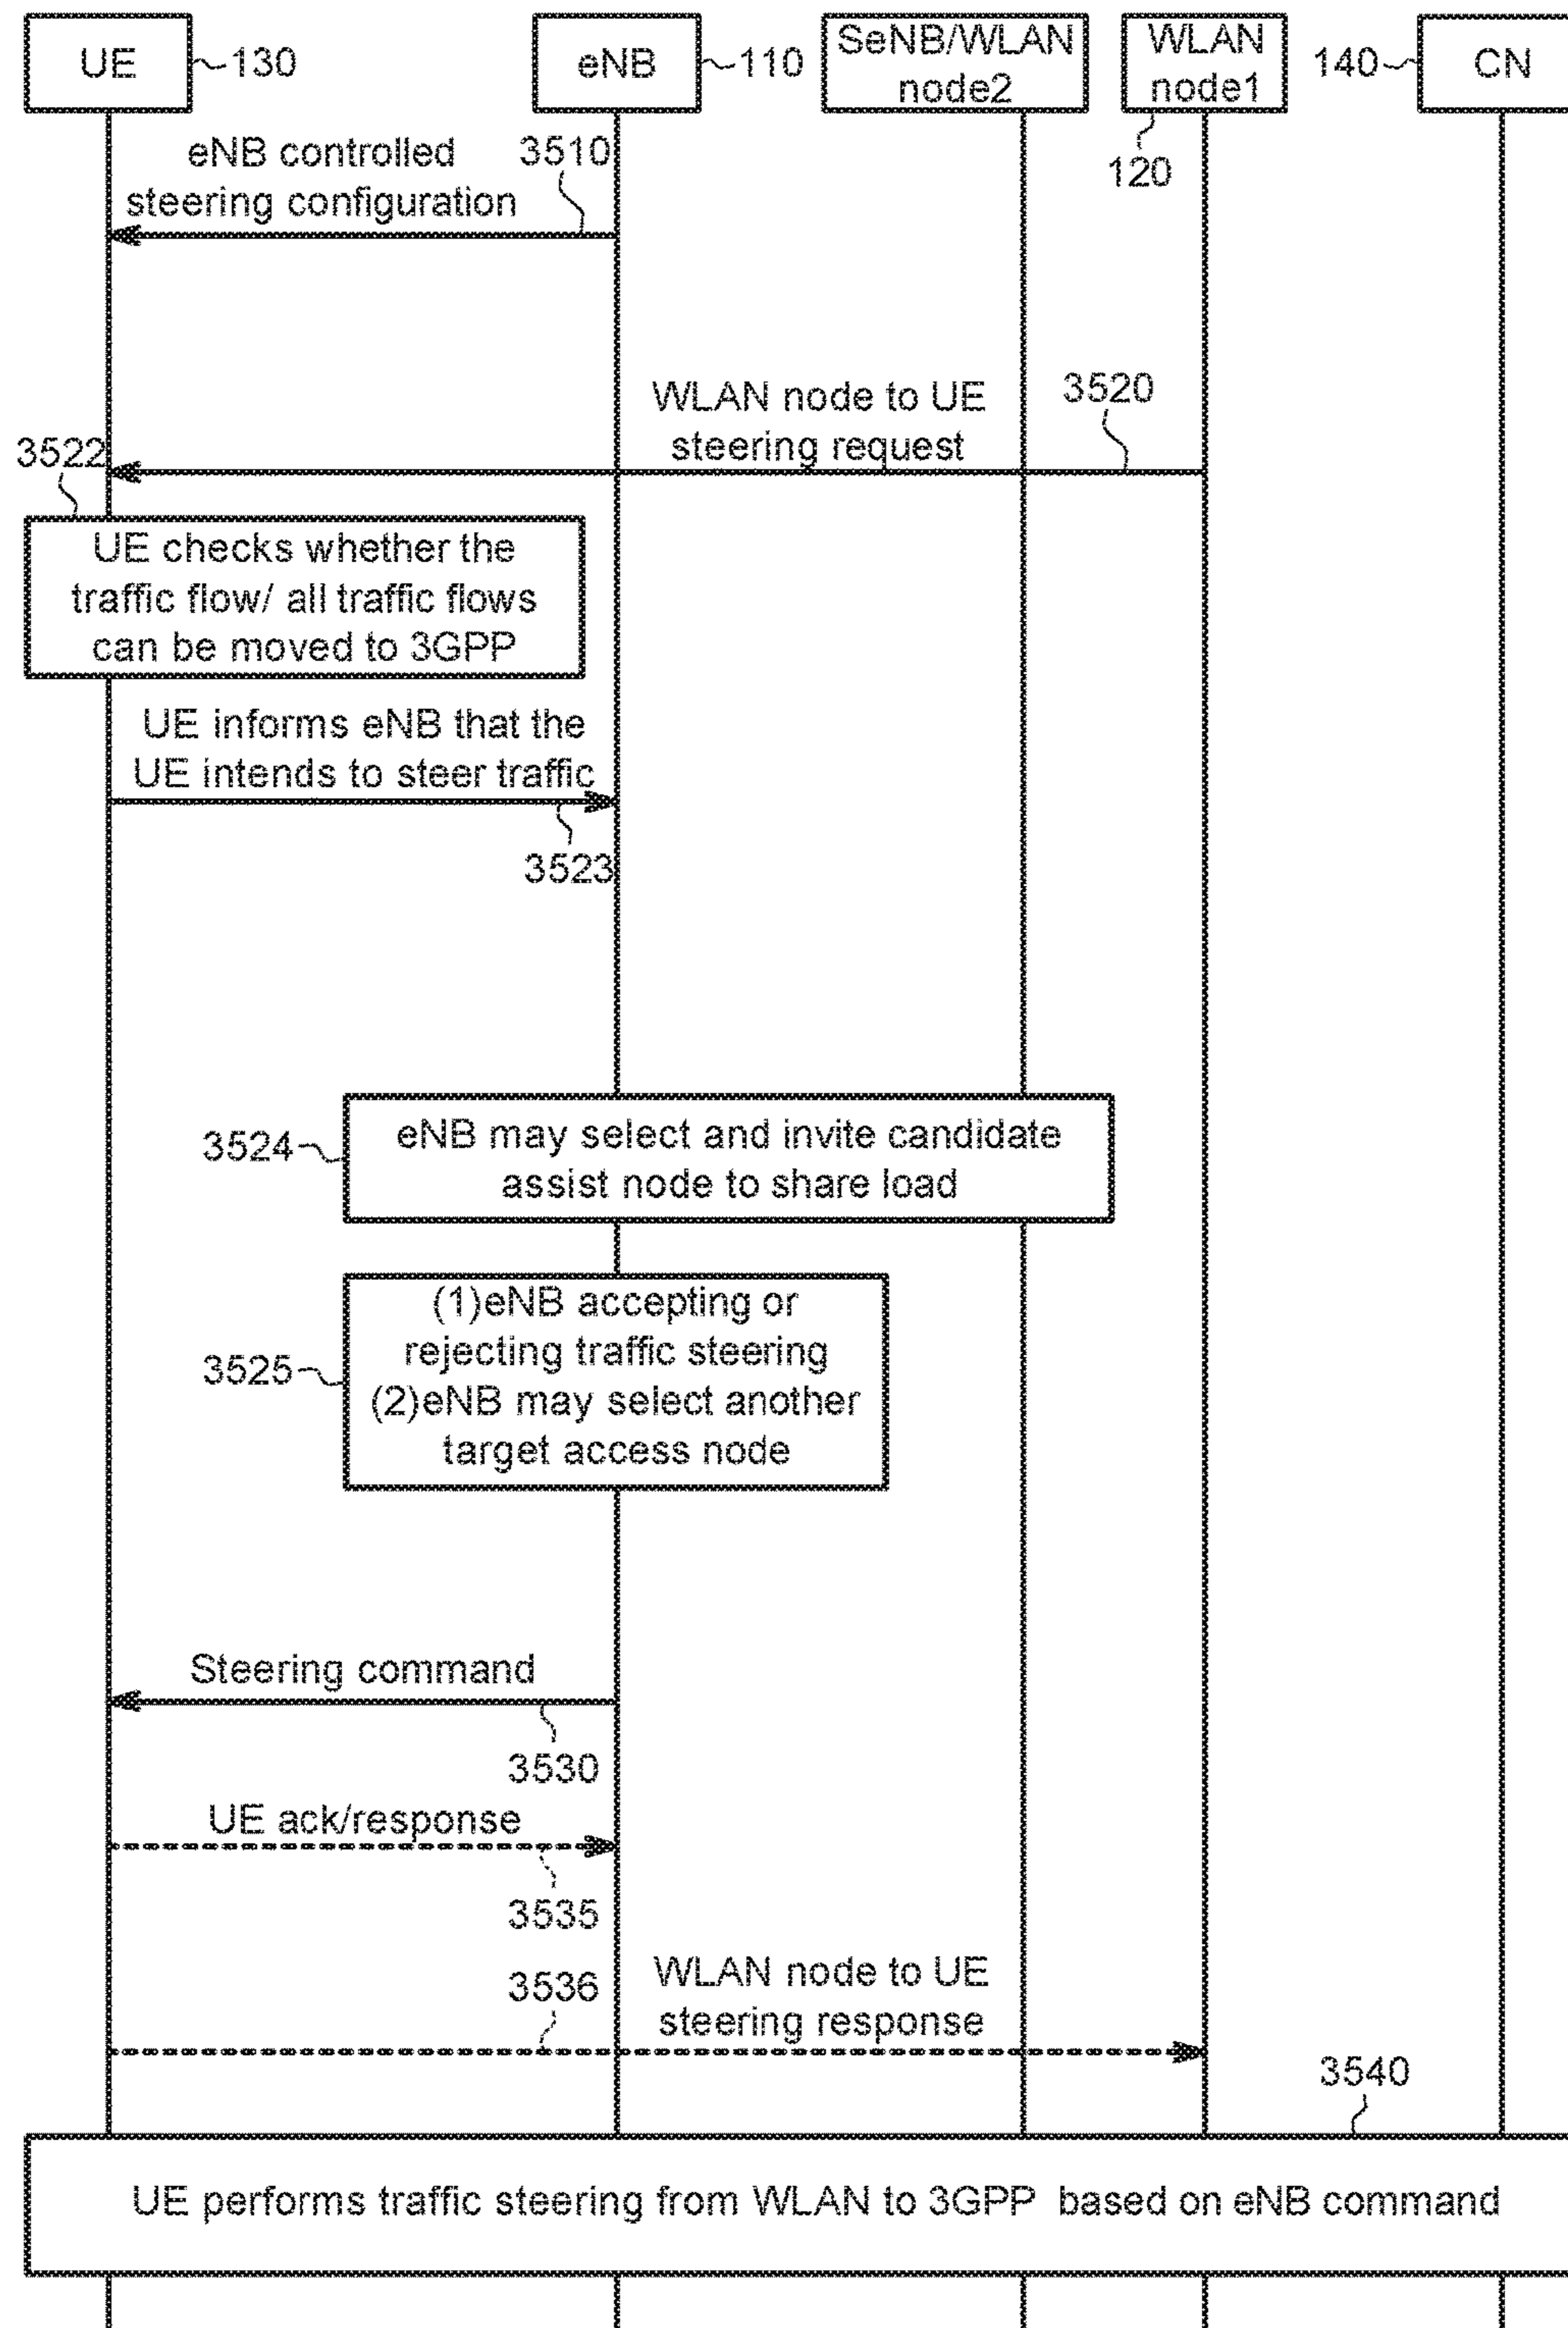 UE
130
eNB
110
SeNB/WLAN
node2
WLAN
node1
120
140
CN
eNB controlled
steering configuration
3510
WLAN node to UE
steering request
3520
3522
UE checks whether the
traffic flow/ all traffic flows
can be moved to 3GPP
UE informs eNB that the
UE intends to steer traffic
3523
3524
eNB may select and invite candidate
assist node to share load
3525
(1)eNB accepting or
rejecting traffic steering
(2)eNB may select another
target access node
Steering command
3530
UE ack/response
3535
3536
WLAN node to UE
steering response
3540
UE performs traffic steering from WLAN to 3GPP based on eNB command